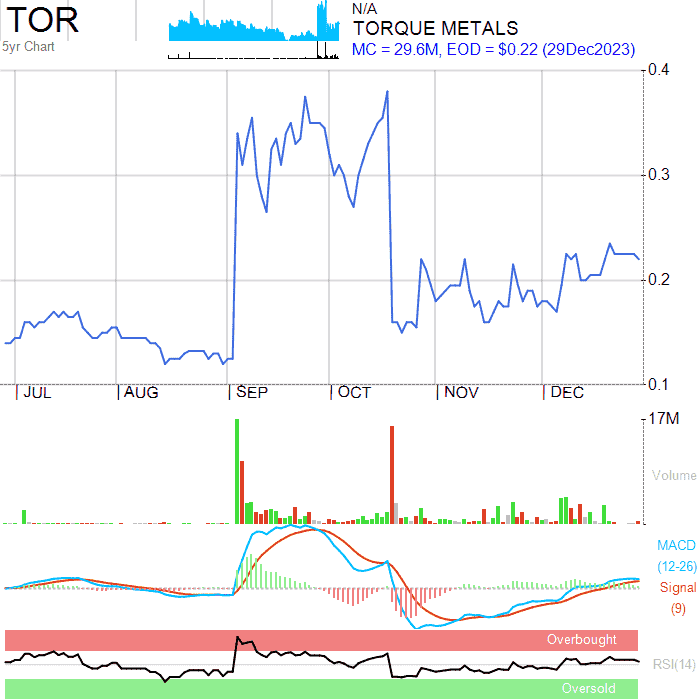 TOR
5yr Chart
N/A
TORQUE METALS
MC = 29.6M, EOD = $0.22 (29Dec2023)
0.4
0.3
0.2
0.1
JUL
AUG
SEP
OCT
NOV
DEC
17M
Volume
MACD
(12-26)
Signal
(9)
Overbought
RSI(14)
Oversold